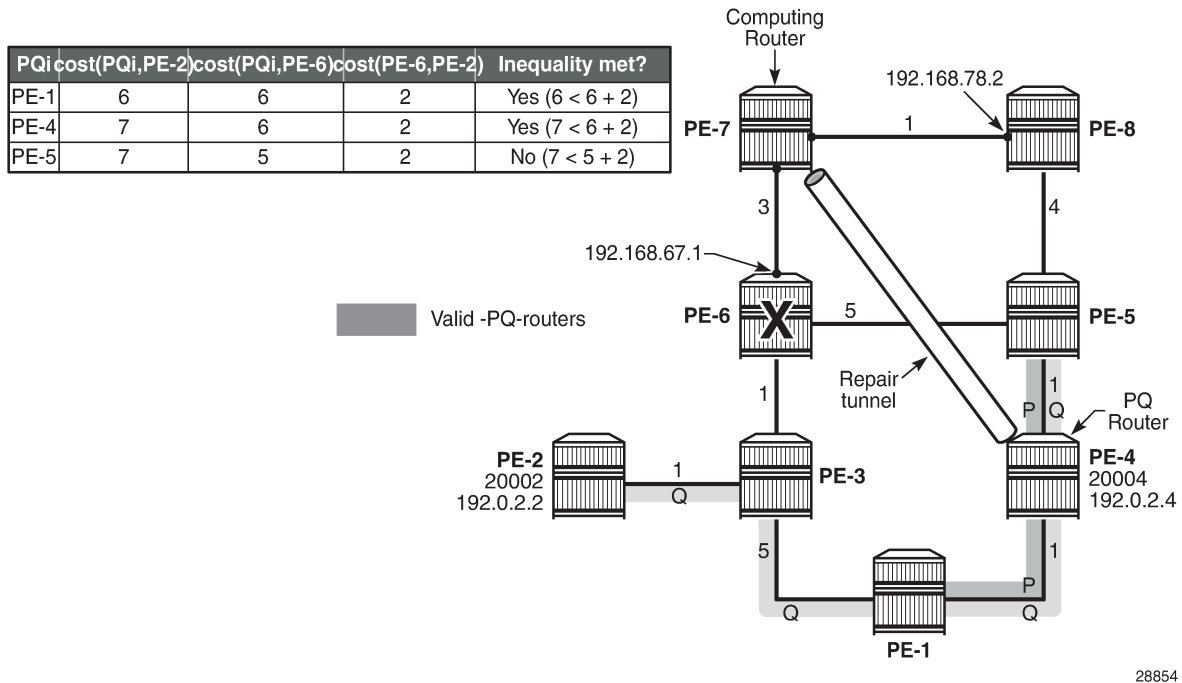 PQi cost(PQi,PE-2) cost(PQi,PE-6) cost(PE-6,PE-2) Inequality met?
PE-1 6 6 2 Yes (6 < 6 + 2)
PE-4 7 6 2 Yes (7 < 6 + 2)
PE-5 7 5 2 No (7 < 5 + 2)
Computing
Router
192.168.78.2
PE-7
1
PE-8
3
4
192.168.67.1
Valid -PQ-routers
PE-6
X
5
PE-5
Repair
tunnel
1
1
P
Q
PQ
Router
PE-2
20002
192.0.2.2
1
Q
PE-3
PE-4
20004
192.0.2.4
5
1
P
Q
Q
PE-1
28854